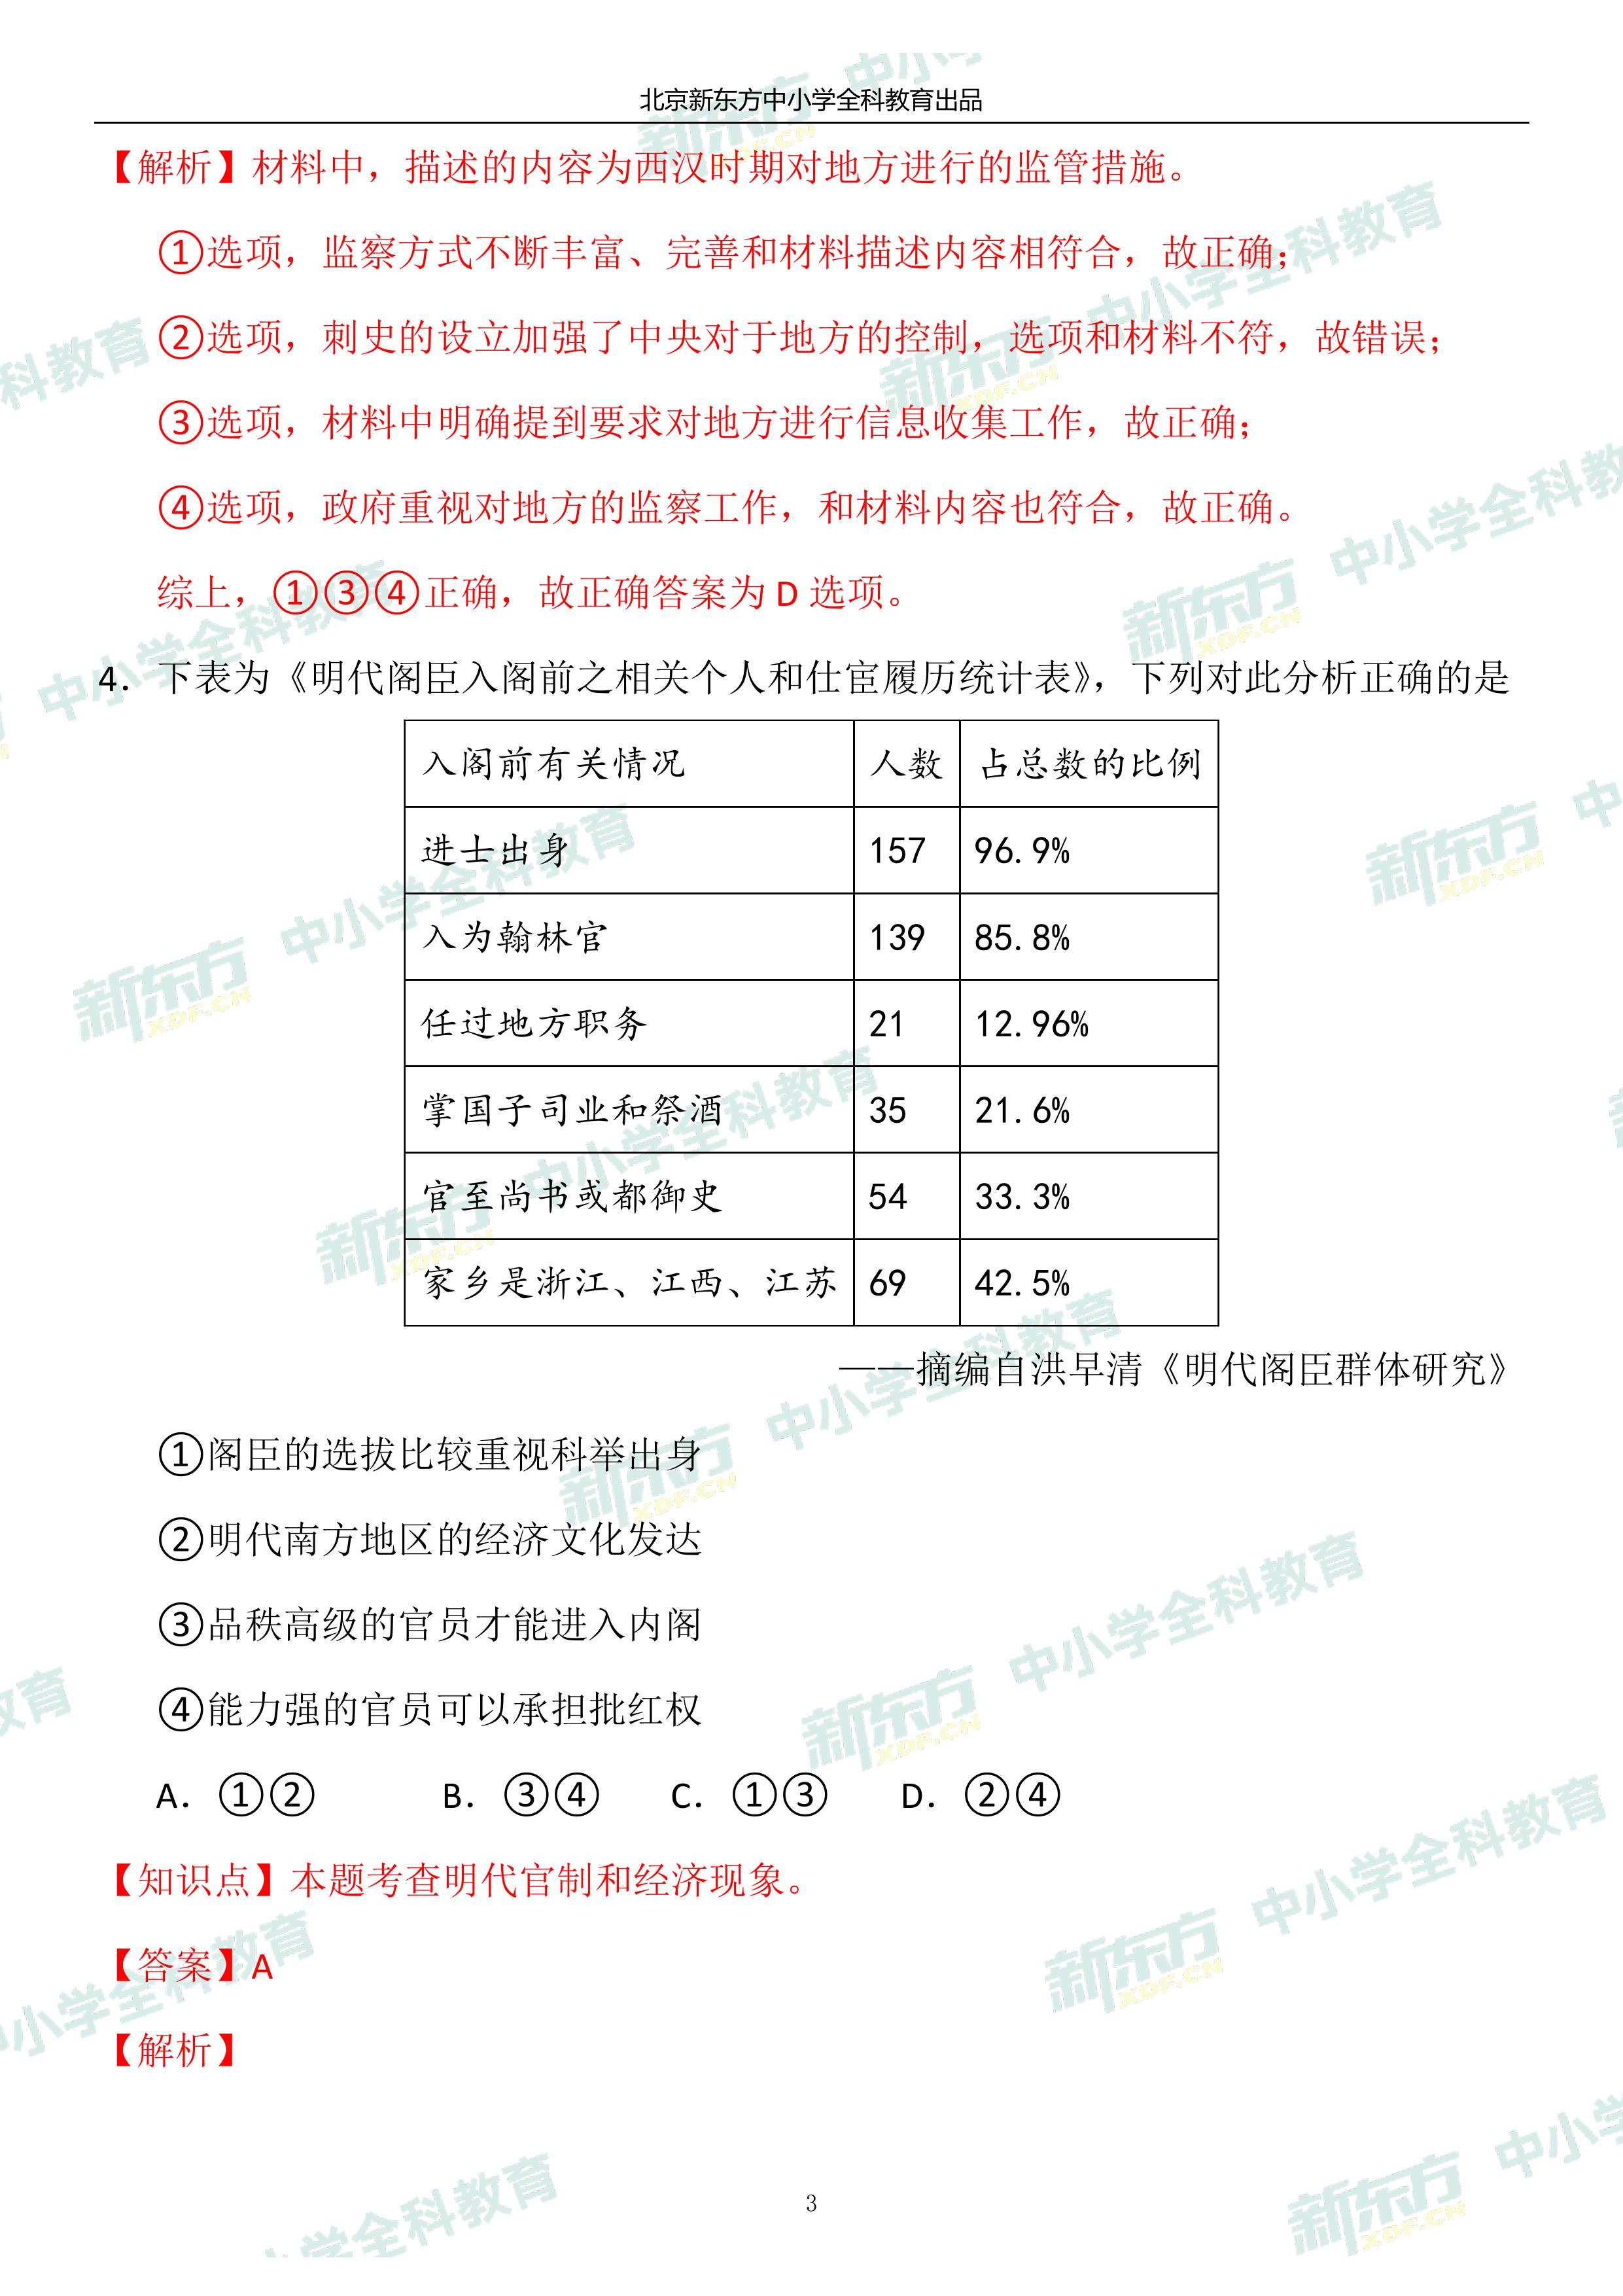 北京新东方中小学全科教育出品
【解析】材料中，描述的内容为西汉时期对地方进行的监管措施。
①选项，监察方式不断丰富、完善和材料描述内容相符合，故正确；
②选项，刺史的设立加强了中央对于地方的控制，选项和材料不符，故错误；
③选项，材料中明确提到要求对地方进行信息收集工作，故正确；
④选项，政府重视对地方的监察工作，和材料内容也符合，故正确。
综上，①③④正确，故正确答案为 D 选项。
4. 下表为《明代阁臣入阁前之相关个人和仕宦履历统计表》，下列对此分析正确的是
入阁前有关情况 人数 占总数的比例
进士出身 157 96.9%
入为翰林官 139 85.8%
任过地方职务 21 12.96%
掌国子司业和祭酒 35 21.6%
官至尚书或都御史 54 33.3%
家乡是浙江、江西、江苏 69 42.5%
——摘编自洪早清《明代阁臣群体研究》
①阁臣的选拔比较重视科举出身
②明代南方地区的经济文化发达
③品秩高级的官员才能进入内阁
④能力强的官员可以承担批红权
A. ①② B. ③④ C. ①③ D. ②④
【知识点】本题考查明代官制和经济现象。
【答案】A
【解析】
3
新东方 XDF.CN 中小学全科教育